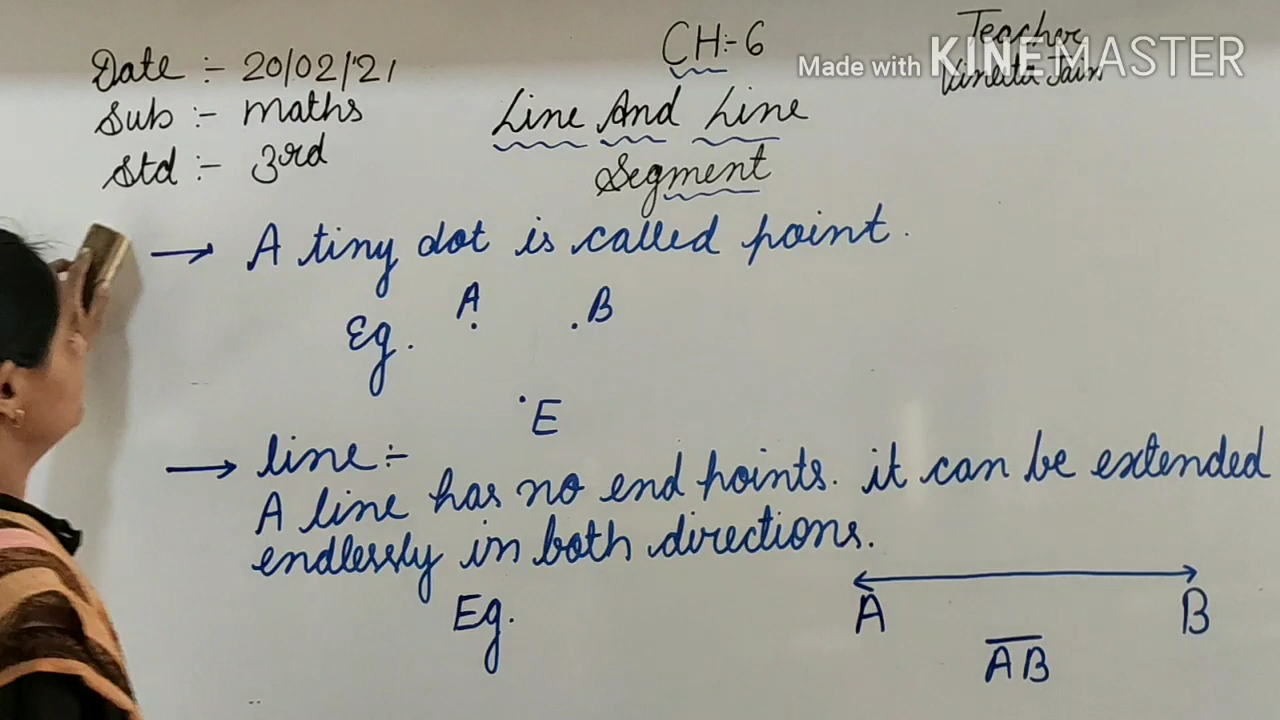 Date :- 20/02/21
Sub :- maths
Std :- 3rd
CH:- 6
Line And Line
Segment
Teacher
Vineeta Jain
Made with KINEMASTER
→ A tiny dot is called point.
Eg. A B
E
→ line:-
A line has no end points. it can be extended
endlessly in both directions.
Eg.
A B
AB